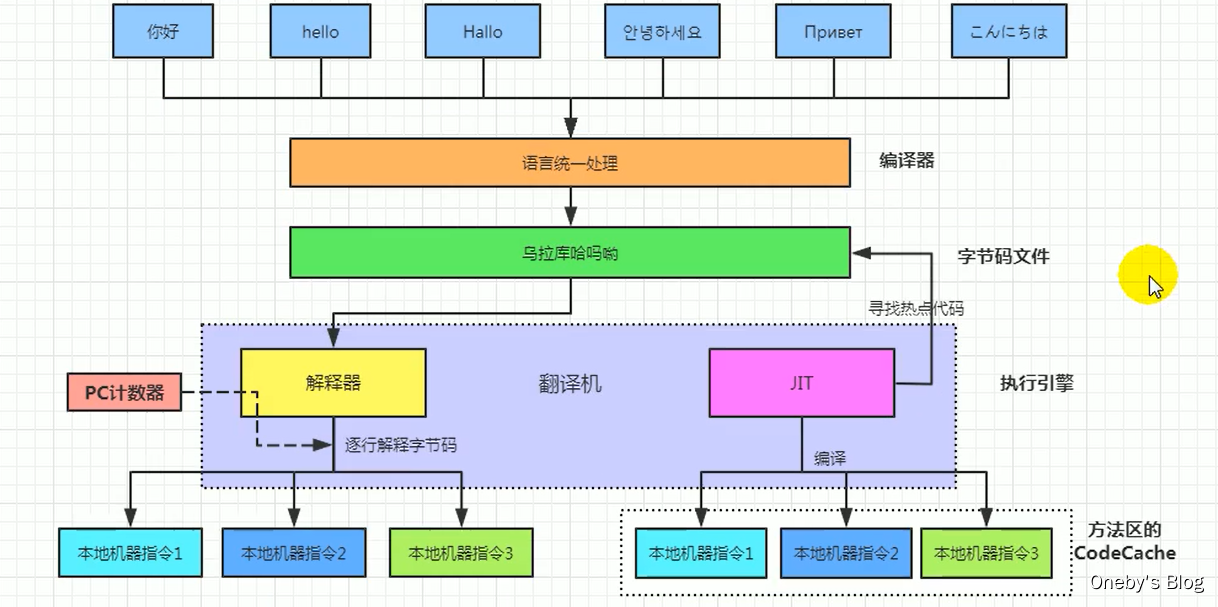 你好
hello
Hallo
안녕하세요
Привет
こんにちは
语言统一处理
编译器
乌拉库哈吗哟
字节码文件
寻找热点代码
PC计数器
解释器
翻译机
JIT
执行引擎
逐行解释字节码
编译
本地机器指令1
本地机器指令2
本地机器指令3
本地机器指令1
本地机器指令2
本地机器指令3
方法区的
CodeCache
Oneby's Blog